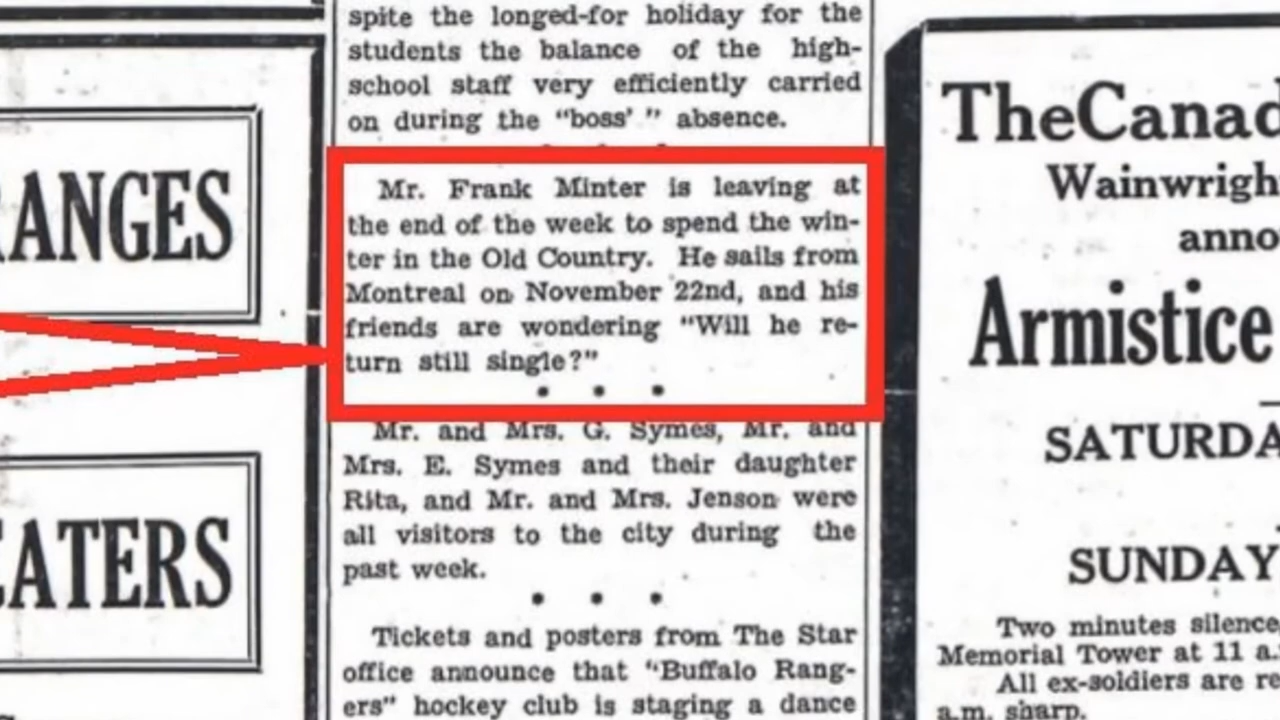 ANGES
EATERS
spite the longed-for holiday for the
students the balance of the high-
school staff very efficiently carried
on during the "boss' " absence.
Mr. Frank Minter is leaving at
the end of the week to spend the win-
ter in the Old Country. He sails from
Montreal on November 22nd, and his
friends are wondering "Will he re-
turn still single?"
Mr. and Mrs. G. Symes, Mr. and
Mrs. E. Symes and their daughter
Rita, and Mr. and Mrs. Jenson were
all visitors to the city during the
past week.
Tickets and posters from The Star
office announce that "Buffalo Rang-
ers" hockey club is staging a dance
TheCanad
Wainwrigh
anno
Armistice
SATURDA
SUNDAY
Two minutes silence
Memorial Tower at 11 a.
All ex-soldiers are re
a.m. sharp.